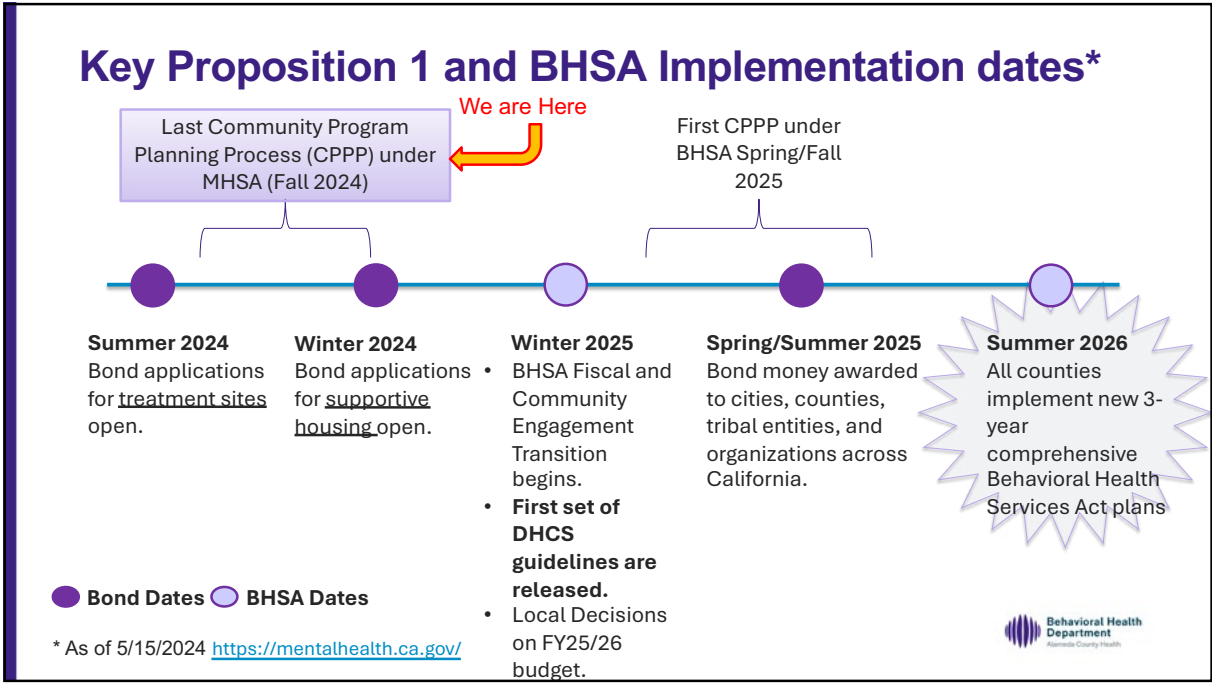 Key Proposition 1 and BHSA Implementation dates*
We are Here
Last Community Program
Planning Process (CPPP) under
MHSA (Fall 2024)
First CPPP under
BHSA Spring/Fall
2025
Summer 2024
Bond applications
for treatment sites
open.
Winter 2024
Bond applications
for supportive
housing open.
Winter 2025
• BHSA Fiscal and
Community
Engagement
Transition
begins.
• First set of
DHCS
guidelines are
released.
• Local Decisions
on FY25/26
budget.
Spring/Summer 2025
Bond money awarded
to cities, counties,
tribal entities, and
organizations across
California.
Summer 2026
All counties
implement new 3-
year
comprehensive
Behavioral Health
Services Act plans
Bond Dates
BHSA Dates
* As of 5/15/2024 https://mentalhealth.ca.gov/
Behavioral Health
Department
Alameda County Health